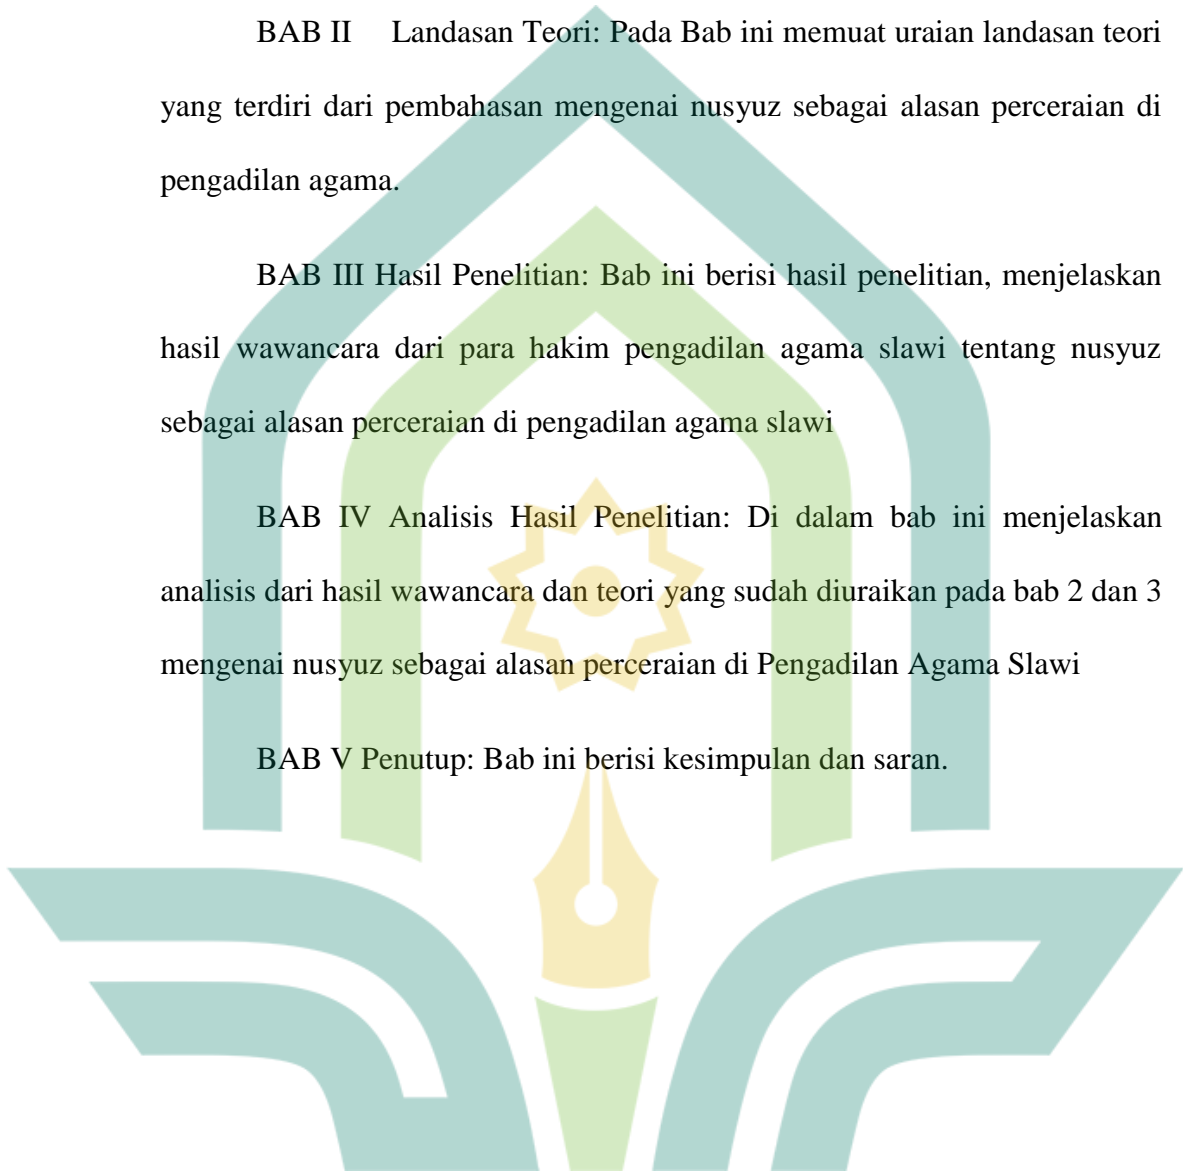 BAB II Landasan Teori: Pada Bab ini memuat uraian landasan teori
yang terdiri dari pembahasan mengenai nusyuz sebagai alasan perceraian di
pengadilan agama.
BAB III Hasil Penelitian: Bab ini berisi hasil penelitian, menjelaskan
hasil wawancara dari para hakim pengadilan agama slawi tentang nusyuz
sebagai alasan perceraian di pengadilan agama slawi
BAB IV Analisis Hasil Penelitian: Di dalam bab ini menjelaskan
analisis dari hasil wawancara dan teori yang sudah diuraikan pada bab 2 dan 3
mengenai nusyuz sebagai alasan perceraian di Pengadilan Agama Slawi
BAB V Penutup: Bab ini berisi kesimpulan dan saran.